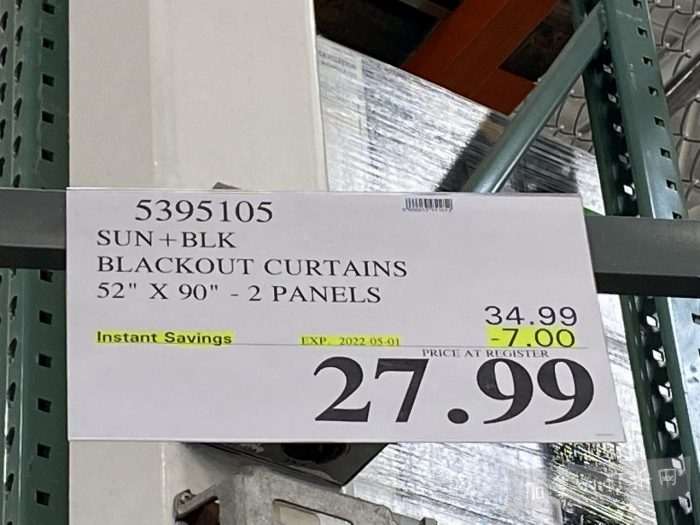 5395105
SUN+BLK
BLACKOUT CURTAINS
52" X 90" - 2 PANELS
34.99
Instant Savings EXP. 2022-05-01 -7.00
PRICE AT REGISTER
27.99